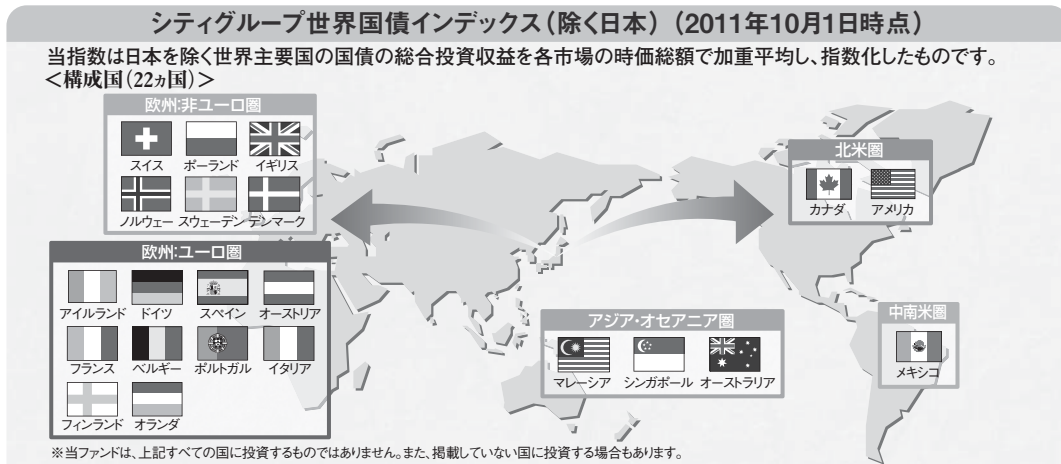 シティグループ世界国債インデックス（除く日本）（2011年10月1日時点）
当指数は日本を除く世界主要国の国債の総合投資収益を各市場の時価総額で加重平均し、指数化したものです。
＜構成国（22ヵ国）＞
欧州:非ユーロ圏
スイス ポーランド イギリス
ノルウェー スウェーデン デンマーク
欧州:ユーロ圏
アイルランド ドイツ スペイン オーストリア
フランス ベルギー ポルトガル イタリア
フィンランド オランダ
アジア・オセアニア圏
マレーシア シンガポール オーストラリア
北米圏
カナダ アメリカ
中南米圏
メキシコ
※当ファンドは、上記すべての国に投資するものではありません。また、掲載していない国に投資する場合もあります。